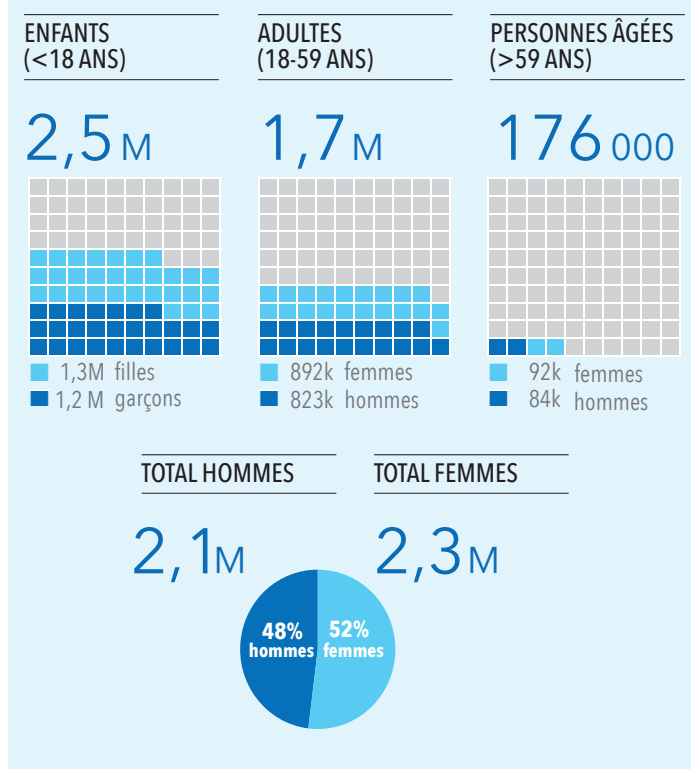 ENFANTS
(<18 ANS)
2,5 M
1,3M filles
1,2 M garçons
ADULTES
(18-59 ANS)
1,7 M
892k femmes
823k hommes
PERSONNES ÂGÉES
(>59 ANS)
176 000
92k femmes
84k hommes
TOTAL HOMMES
2,1M
TOTAL FEMMES
2,3 M
48%
hommes
52%
femmes